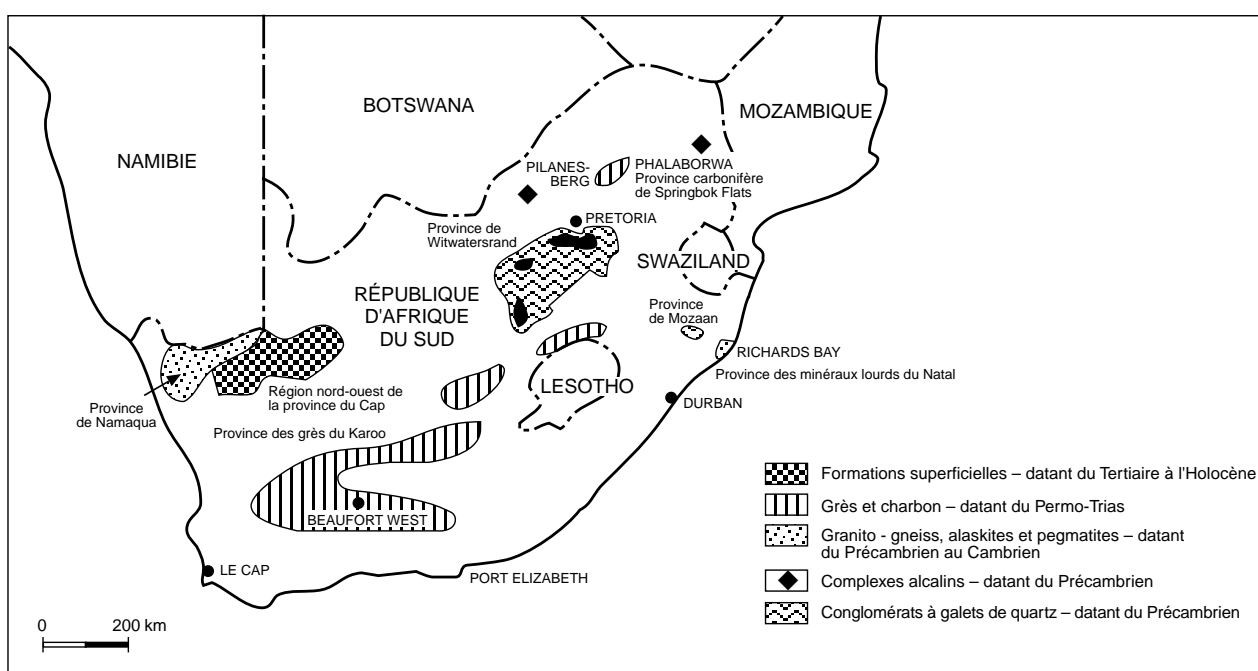 BOTSWANA
MOZAMBIQUE
NAMIBIE
PILANES-
BERG
PHALABORWA
Province carbonifère
de Springbok Flats
PRETORIA
Province de
Witwatersrand
SWAZILAND
RÉPUBLIQUE
D'AFRIQUE
DU SUD
Province
de Mozaan
RICHARDS BAY
Province des minéraux lourds du Natal
LESOTHO
DURBAN
Région nord-ouest de
la province du Cap
Province
de Namaqua
Province des grès du Karoo
BEAUFORT WEST
LE CAP
PORT ELIZABETH
0 200 km
Formations superficielles – datant du Tertiaire à l'Holocène
Grès et charbon – datant du Permo-Trias
Granito - gneiss, alaskites et pegmatites – datant
du Précambrien au Cambrien
Complexes alcalins – datant du Précambrien
Conglomérats à galets de quartz – datant du Précambrien